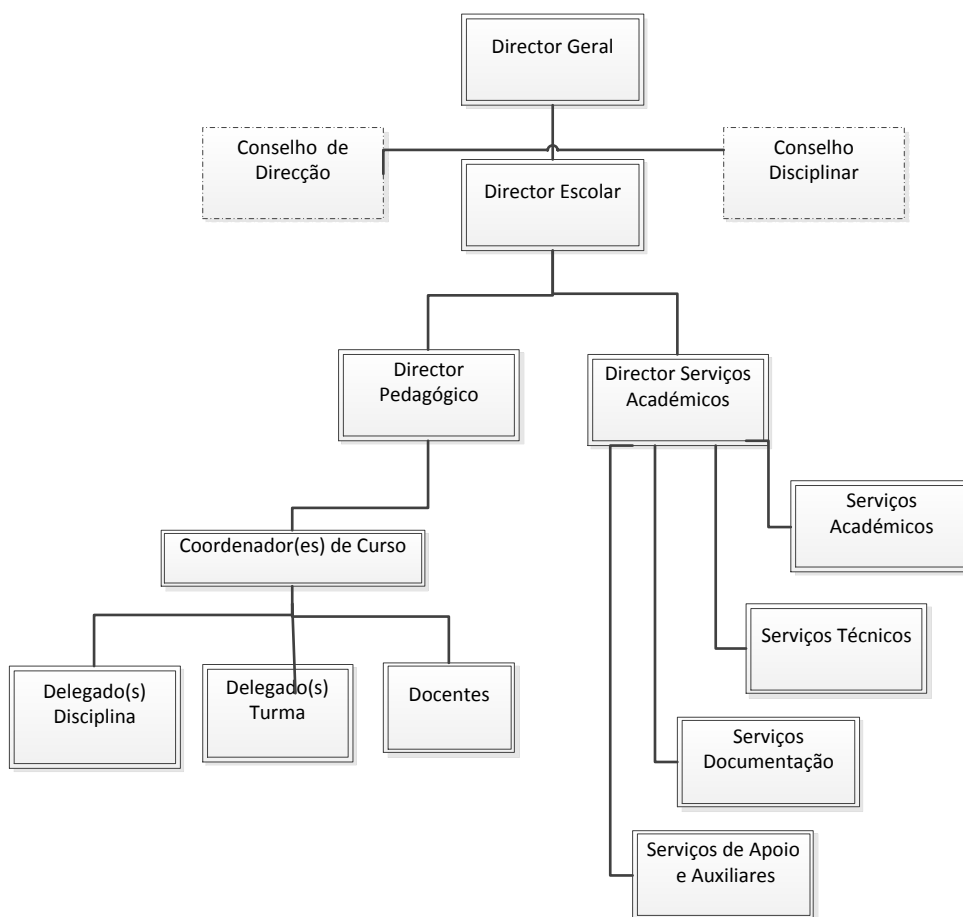 Director Geral
Conselho de
Direcção
Conselho
Disciplinar
Director Escolar
Director
Pedagógico
Director Serviços
Académicos
Serviços
Académicos
Coordenador(es) de Curso
Serviços Técnicos
Delegado(s)
Disciplina
Delegado(s)
Turma
Docentes
Serviços
Documentação
Serviços de Apoio
e Auxiliares